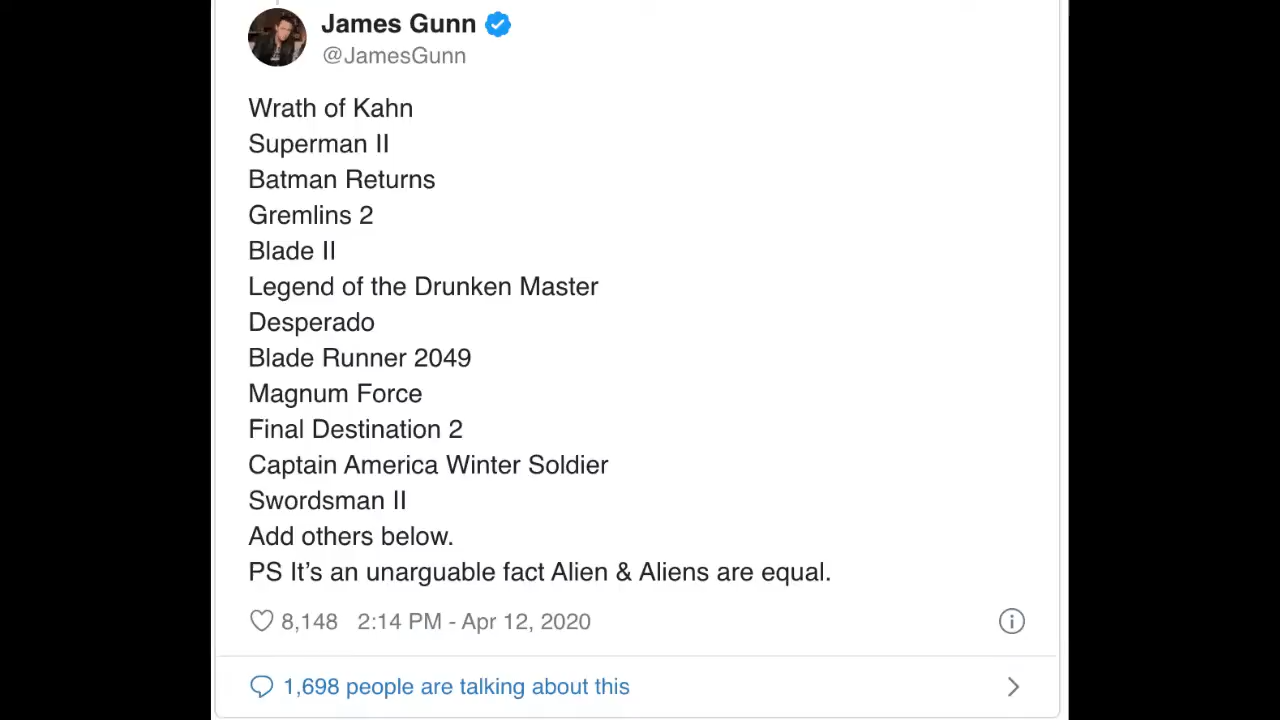 James Gunn
@JamesGunn
Wrath of Kahn
Superman II
Batman Returns
Gremlins 2
Blade II
Legend of the Drunken Master
Desperado
Blade Runner 2049
Magnum Force
Final Destination 2
Captain America Winter Soldier
Swordsman II
Add others below.
PS It’s an unarguable fact Alien & Aliens are equal.
8,148 2:14 PM - Apr 12, 2020
1,698 people are talking about this